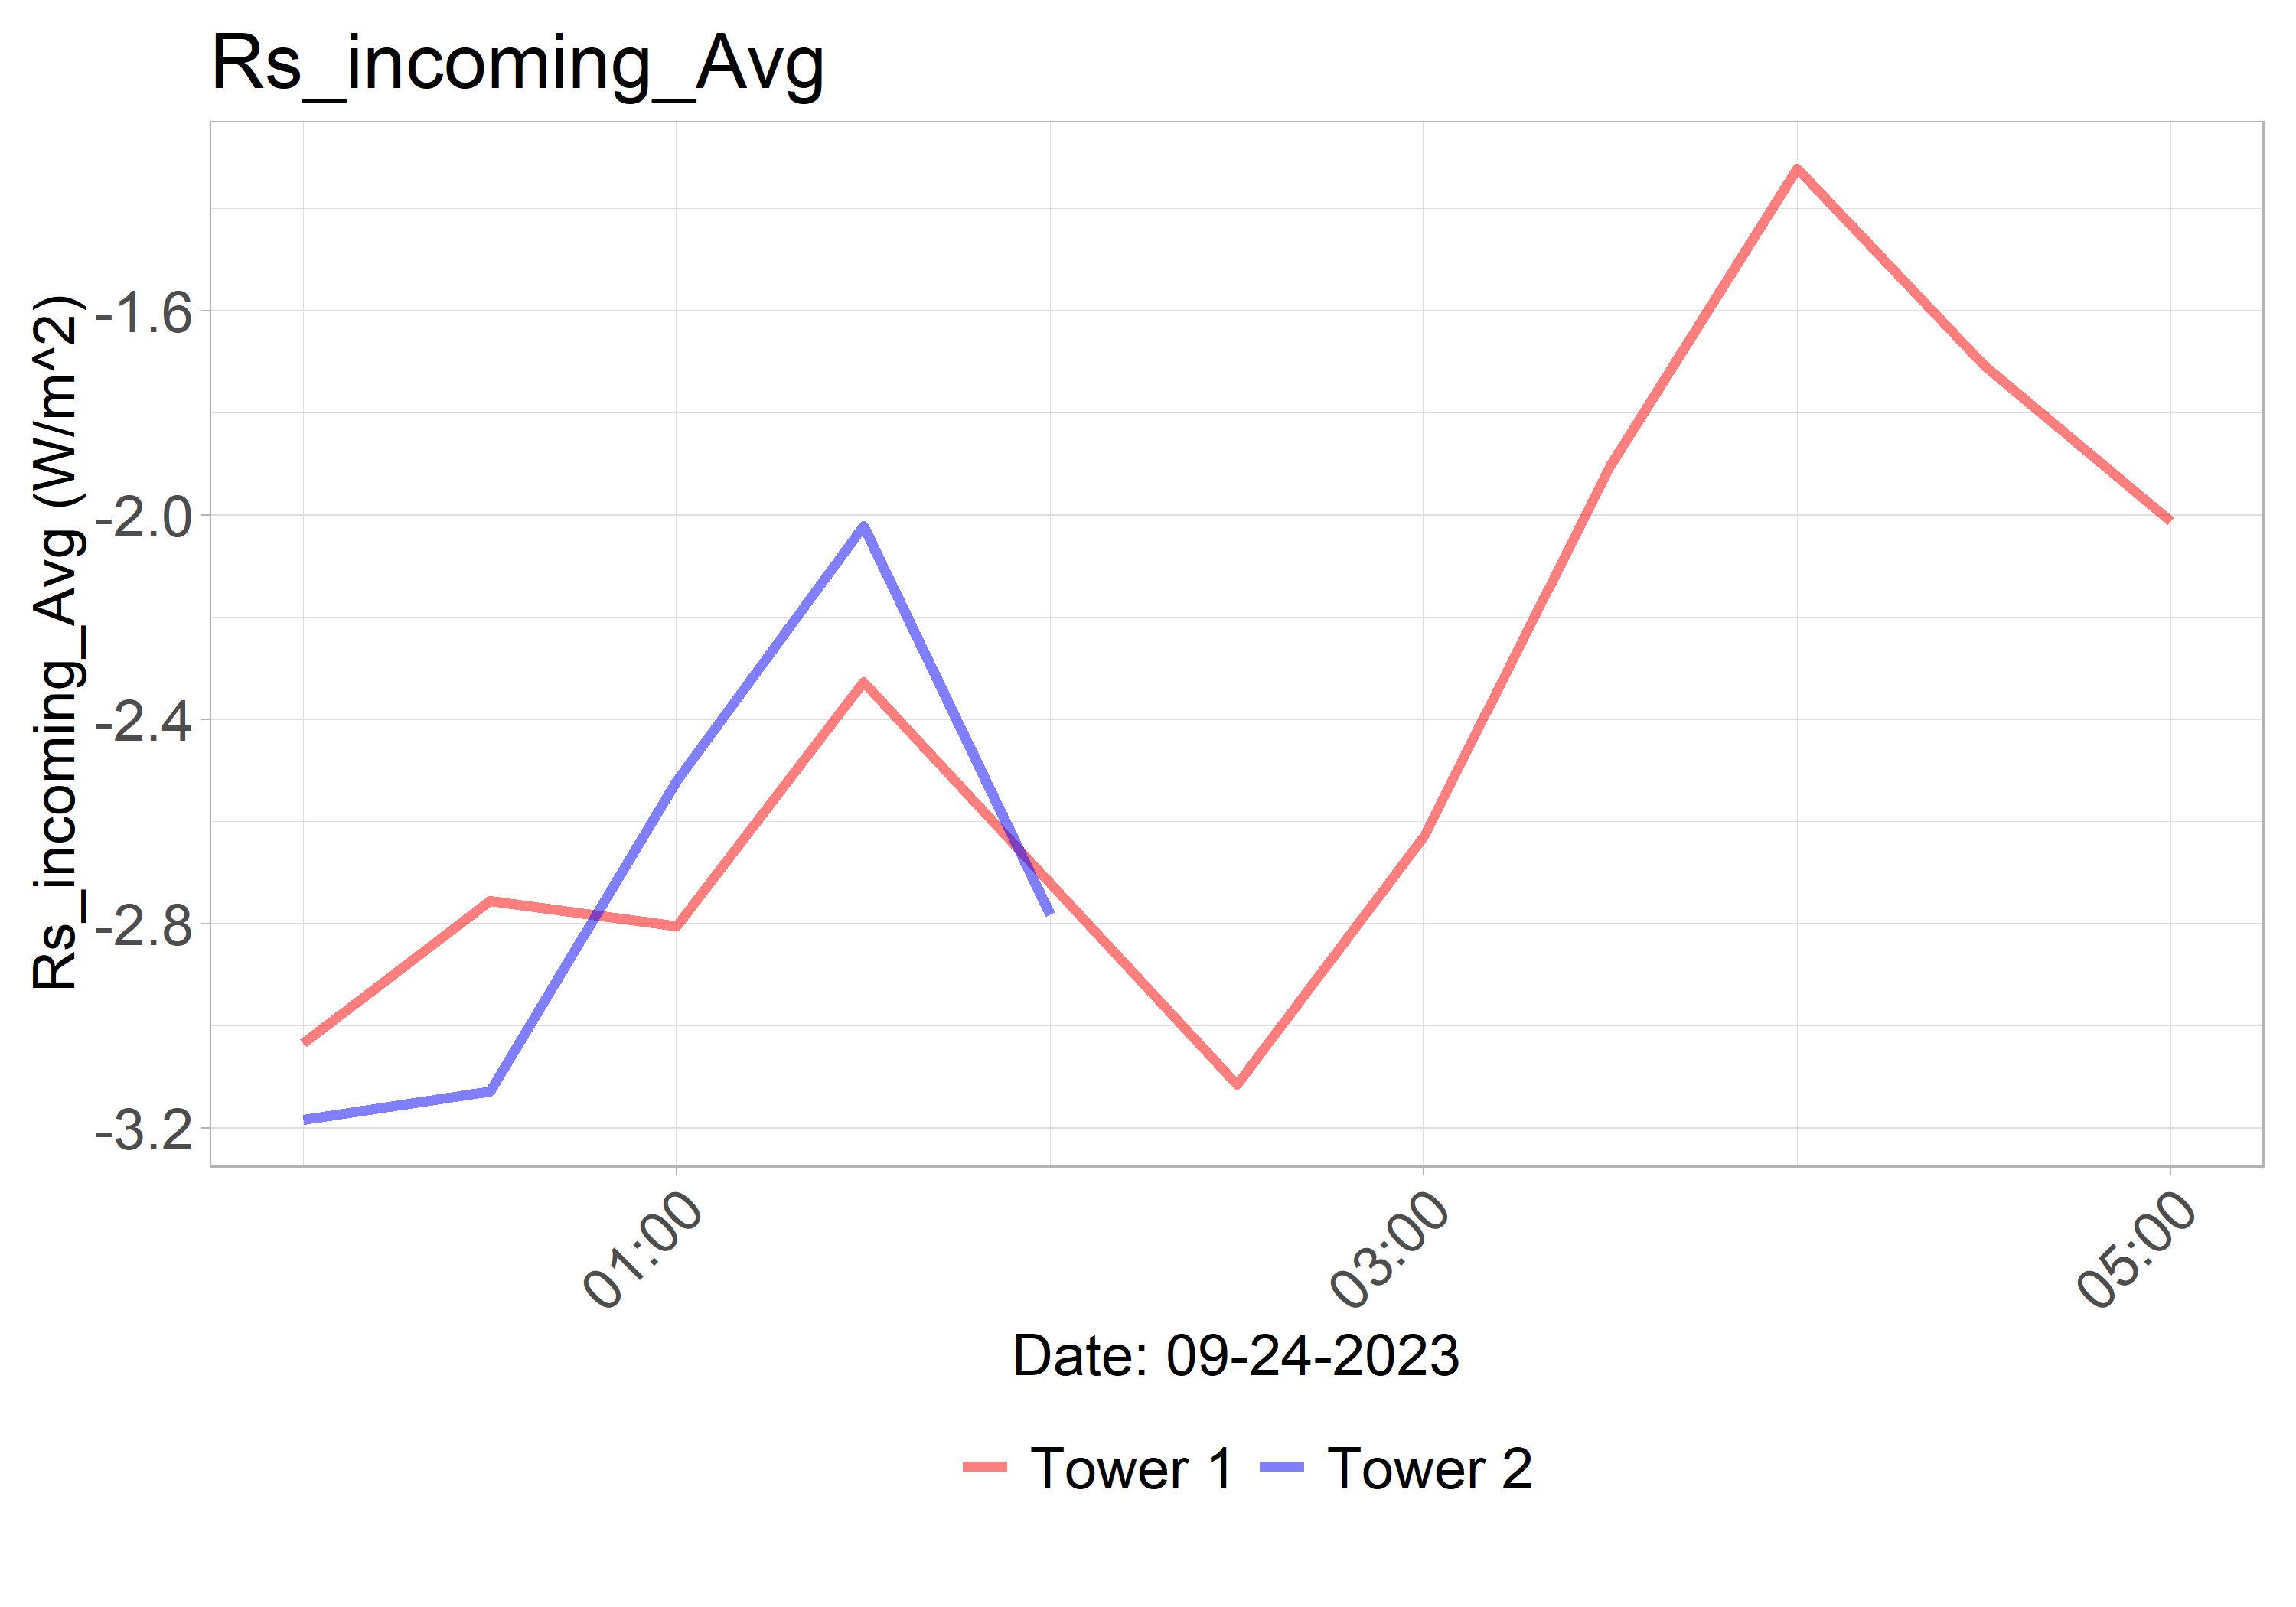 Rs_incoming_Avg
Rs_incoming_Avg (W/m^2)
-1.6
-2.0
-2.4
-2.8
-3.2
01:00
03:00
05:00
Date: 09-24-2023
Tower 1
Tower 2